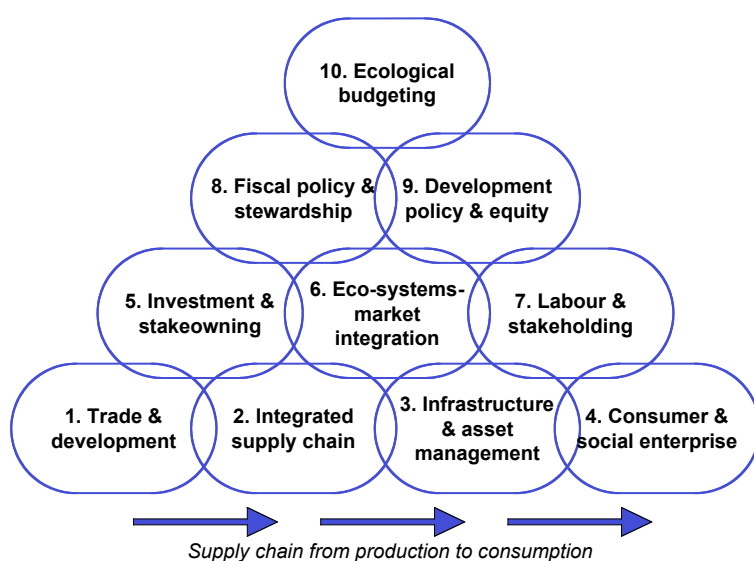 10. Ecological
budgeting
8. Fiscal policy &
stewardship
9. Development
policy & equity
5. Investment &
stakeowning
6. Eco-systems-
market
integration
7. Labour &
stakeholding
1. Trade &
development
2. Integrated
supply chain
3. Infrastructure
& asset
management
4. Consumer &
social enterprise
Supply chain from production to consumption